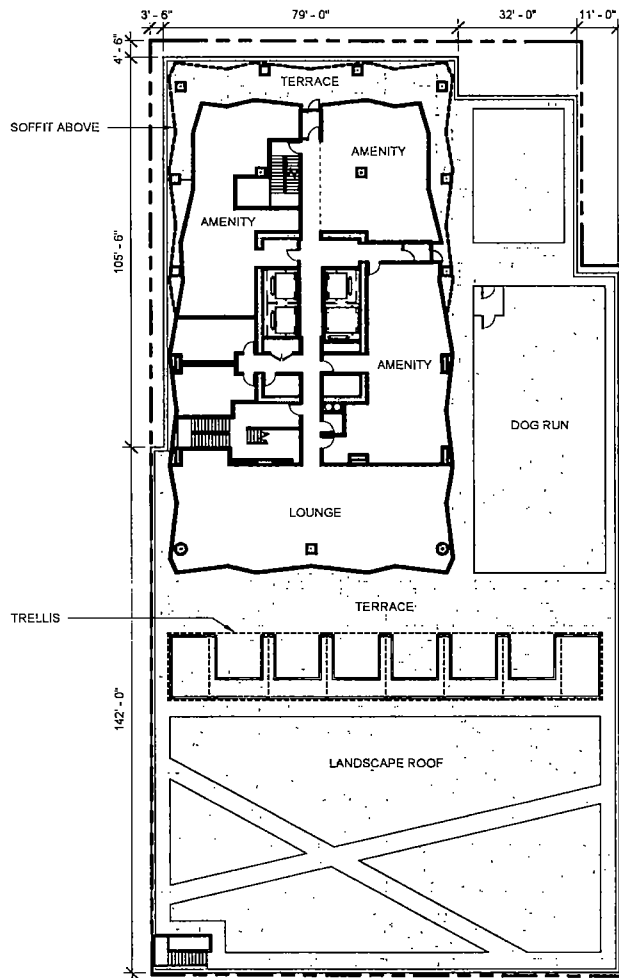 3' - 6"
79' - 0"
32' - 0"
11' - 0"
4' - 6"
TERRACE
SOFFIT ABOVE
AMENITY
AMENITY
105' - 6"
AMENITY
DOG RUN
LOUNGE
TERRACE
TRELLIS
142' - 0"
LANDSCAPE ROOF